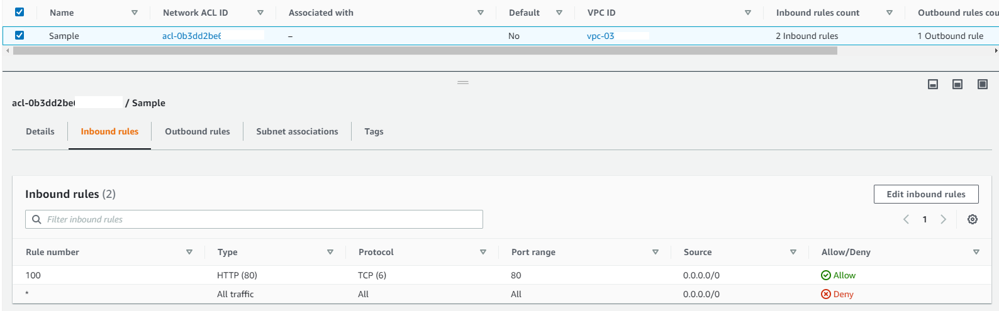 Name Network ACL ID Associated with Default VPC ID Inbound rules count Outbound rules cou
Sample acl-0b3dd2be – No vpc-03 2 Inbound rules 1 Outbound rule
acl-0b3dd2be / Sample
Details Inbound rules Outbound rules Subnet associations Tags
Inbound rules (2) Edit inbound rules
Filter inbound rules 1
Rule number Type Protocol Port range Source Allow/Deny
100 HTTP (80) TCP (6) 80 0.0.0.0/0 Allow
* All traffic All All 0.0.0.0/0 Deny